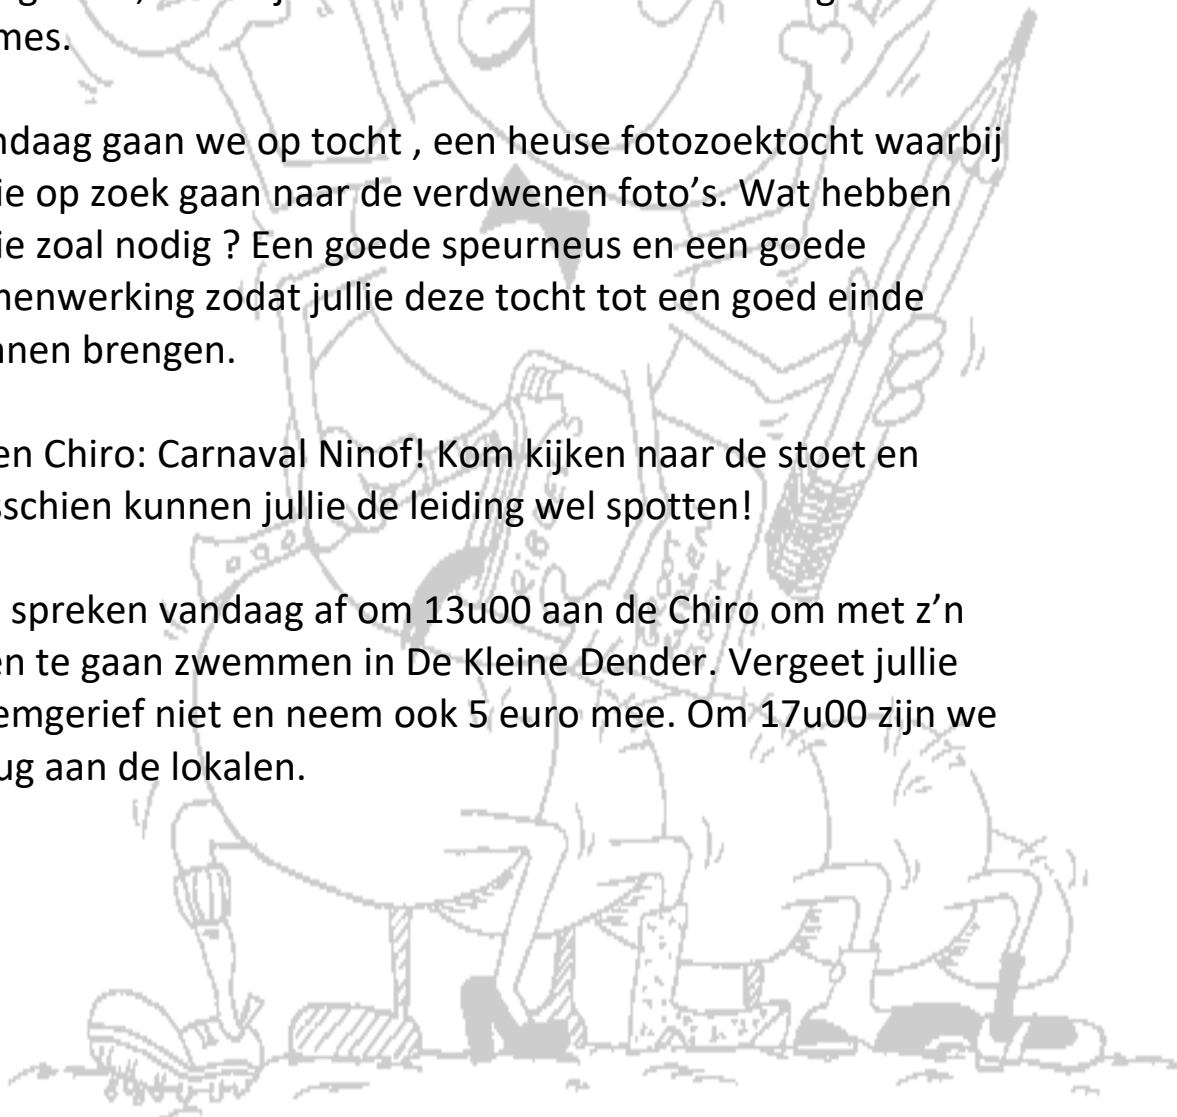 mes.
ndaag gaan we op tocht , een heuse fotozoektocht waarbij
ie op zoek gaan naar de verdwenen foto’s. Wat hebben
ie zoal nodig ? Een goede speurneus en een goede
menwerking zodat jullie deze tocht tot een goed einde
nnen brengen.
en Chiro: Carnaval Ninof! Kom kijken naar de stoet en
sschien kunnen jullie de leiding wel spotten!
spreken vandaag af om 13u00 aan de Chiro om met z’n
en te gaan zwemmen in De Kleine Dender. Vergeet jullie
emgerief niet en neem ook 5 euro mee. Om 17u00 zijn we
ug aan de lokalen.